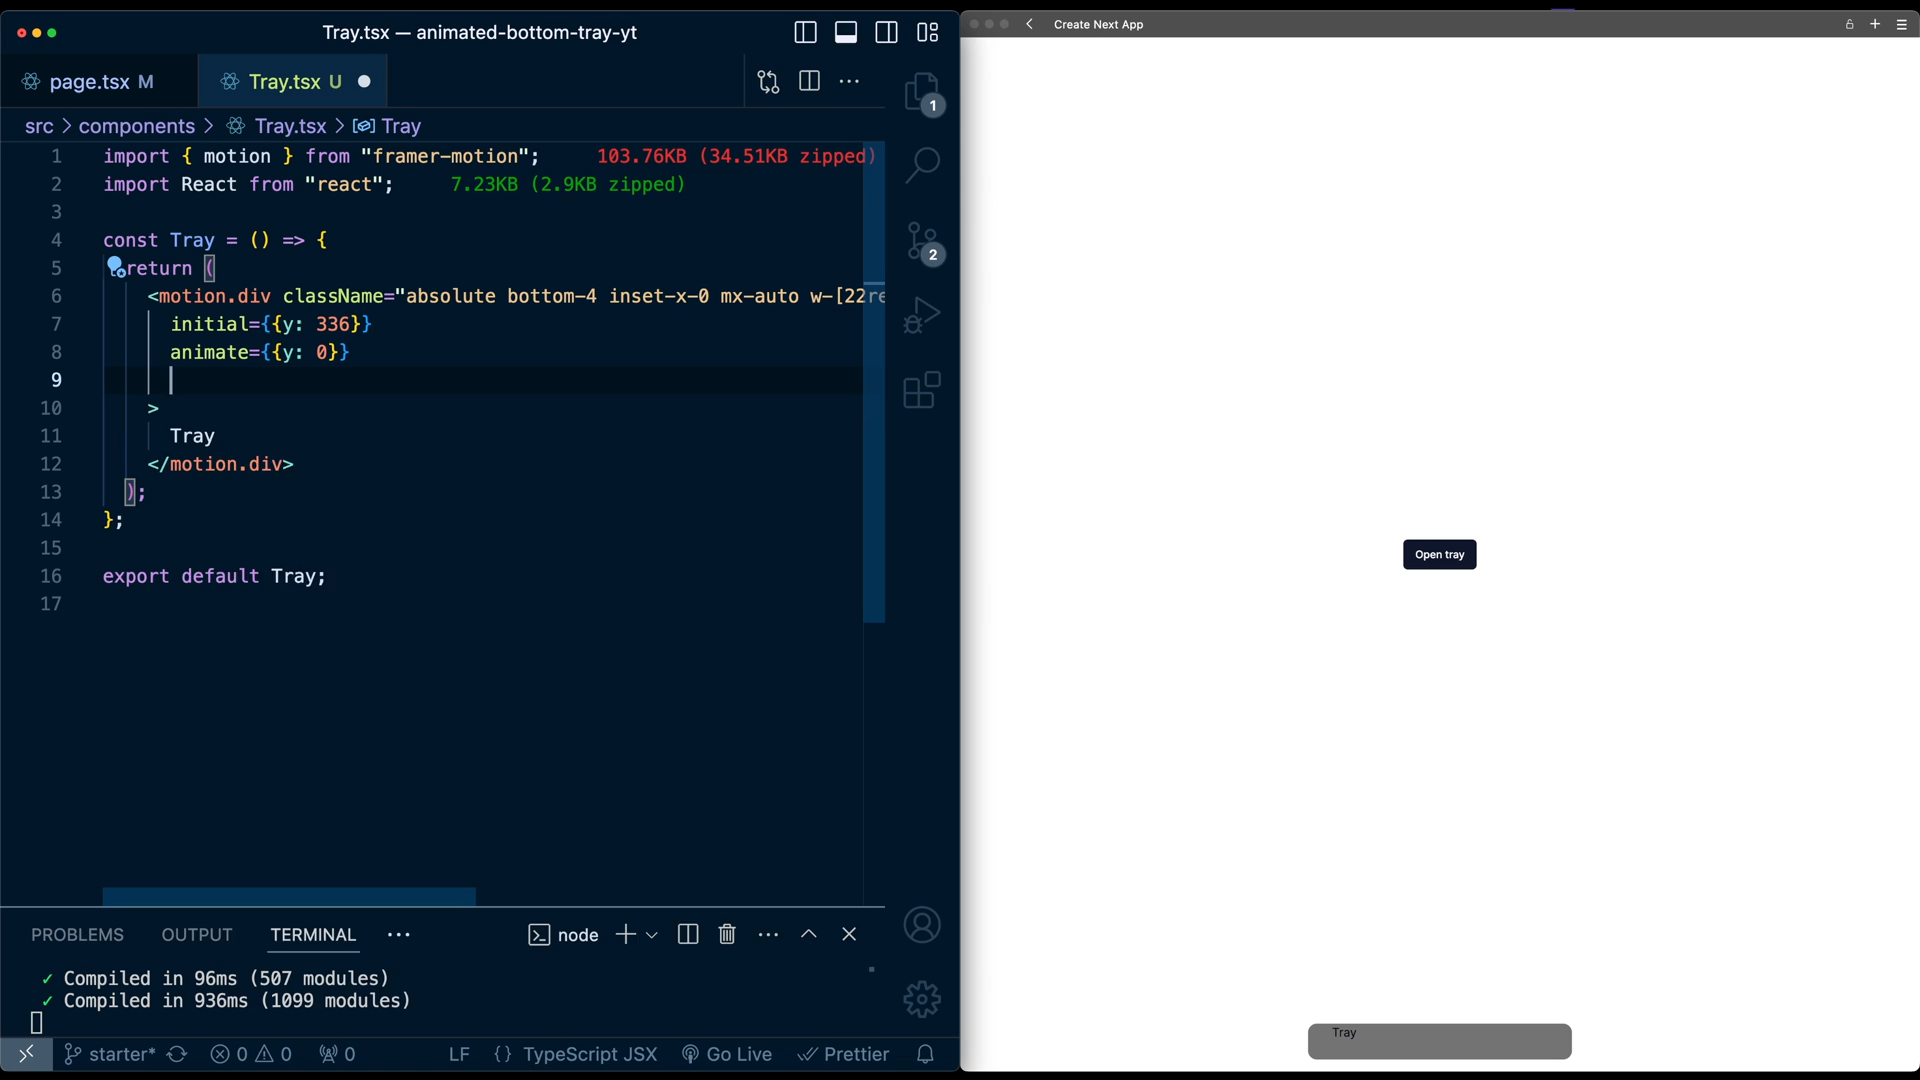 Tray.tsx — animated-bottom-tray-yt
page.tsx M
Tray.tsx U
src > components > Tray.tsx > Tray
1 import { motion } from "framer-motion"; 103.76KB (34.51KB zipped)
2 import React from "react"; 7.23KB (2.9KB zipped)
3
4 const Tray = () => {
5 return (
6 <motion.div className="absolute bottom-4 inset-x-0 mx-auto w-[22re
7 initial={{y: 336}}
8 animate={{y: 0}}
9
10 >
11 Tray
12 </motion.div>
13 );
14 };
15
16 export default Tray;
17
1
2
PROBLEMS OUTPUT TERMINAL ··· node
✓ Compiled in 96ms (507 modules)
✓ Compiled in 936ms (1099 modules)
starter* 0 0 0 LF {} TypeScript JSX Go Live Prettier
Create Next App
Open tray
Tray